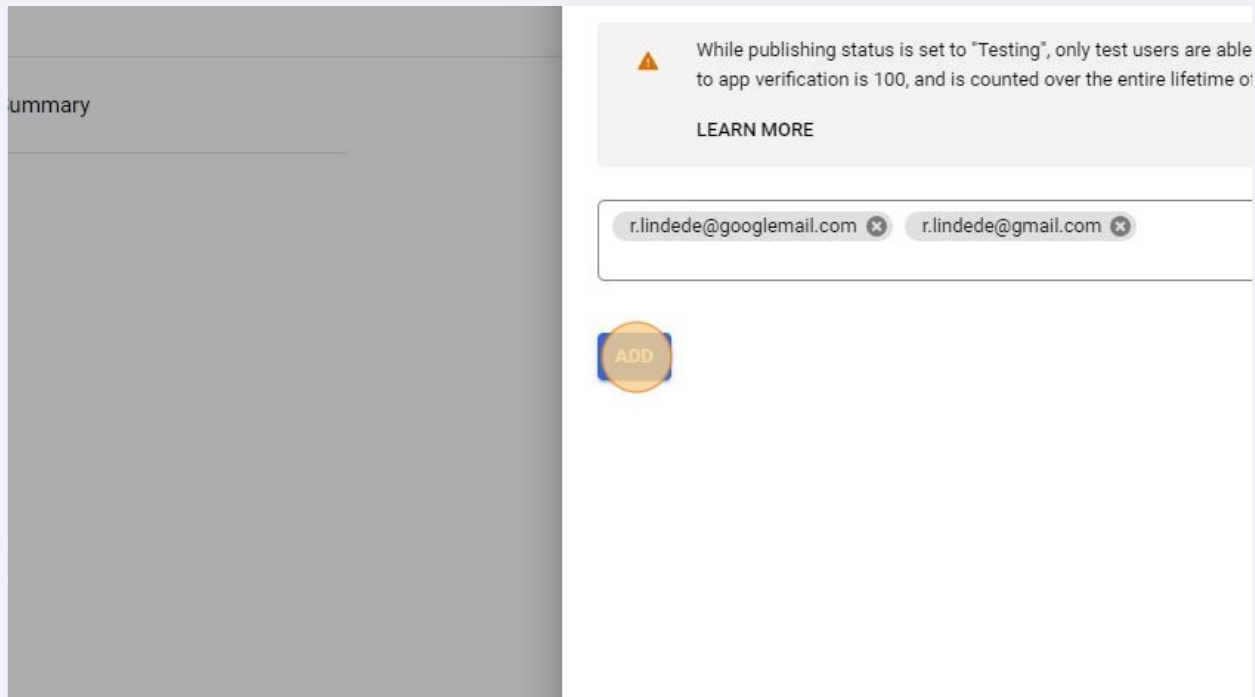 ummary
While publishing status is set to "Testing", only test users are able
to app verification is 100, and is counted over the entire lifetime o
LEARN MORE
r.lindede@googlemail.com r.lindede@gmail.com
ADD